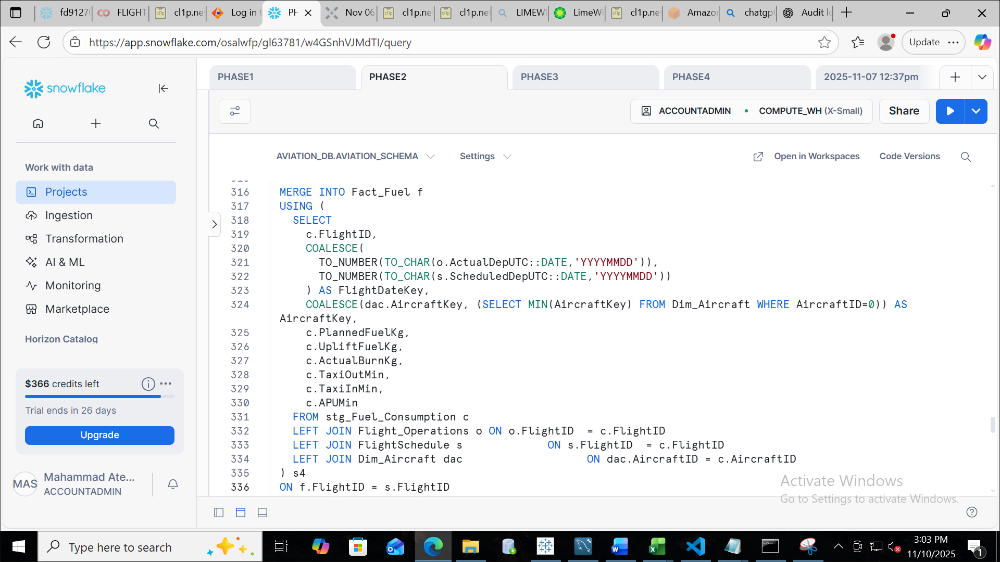 fd9127
FLIGHT
cl1p.ne
Log in t
PH
Nov 06
cl1p.ne
cl1p.ne
LIMEWI
LimeWi
cl1p.ne
Amazo
chatgpt
Audit lo
https://app.snowflake.com/osalwfp/gl63781/w4GSnhVJMdTI/query
Update
snowflake
PHASE1
PHASE2
PHASE3
PHASE4
2025-11-07 12:37pm
ACCOUNTADMIN
COMPUTE_WH (X-Small)
Share
AVIATION_DB.AVIATION_SCHEMA
Settings
Open in Workspaces
Code Versions
Work with data
Projects
Ingestion
Transformation
AI & ML
Monitoring
Marketplace
Horizon Catalog
$366 credits left
Trial ends in 26 days
Upgrade
MAS
Mahammad Ate...
ACCOUNTADMIN
316 MERGE INTO Fact_Fuel f
317 USING (
318 SELECT
319 c.FlightID,
320 COALESCE(
321 TO_NUMBER(TO_CHAR(o.ActualDepUTC::DATE,'YYYYMMDD')),
322 TO_NUMBER(TO_CHAR(s.ScheduledDepUTC::DATE,'YYYYMMDD'))
323 ) AS FlightDateKey,
324 COALESCE(dac.AircraftKey, (SELECT MIN(AircraftKey) FROM Dim_Aircraft WHERE AircraftID=0)) AS
AircraftKey,
325 c.PlannedFuelKg,
326 c.UpliftFuelKg,
327 c.ActualBurnKg,
328 c.TaxiOutMin,
329 c.TaxiInMin,
330 c.APUMin
331 FROM stg_Fuel_Consumption c
332 LEFT JOIN Flight_Operations o ON o.FlightID = c.FlightID
333 LEFT JOIN FlightSchedule s ON s.FlightID = c.FlightID
334 LEFT JOIN Dim_Aircraft dac ON dac.AircraftID = c.AircraftID
335 ) s4
336 ON f.FlightID = s.FlightID
Activate Windows
Go to Settings to activate Windows.
Type here to search
3:03 PM
11/10/2025
1